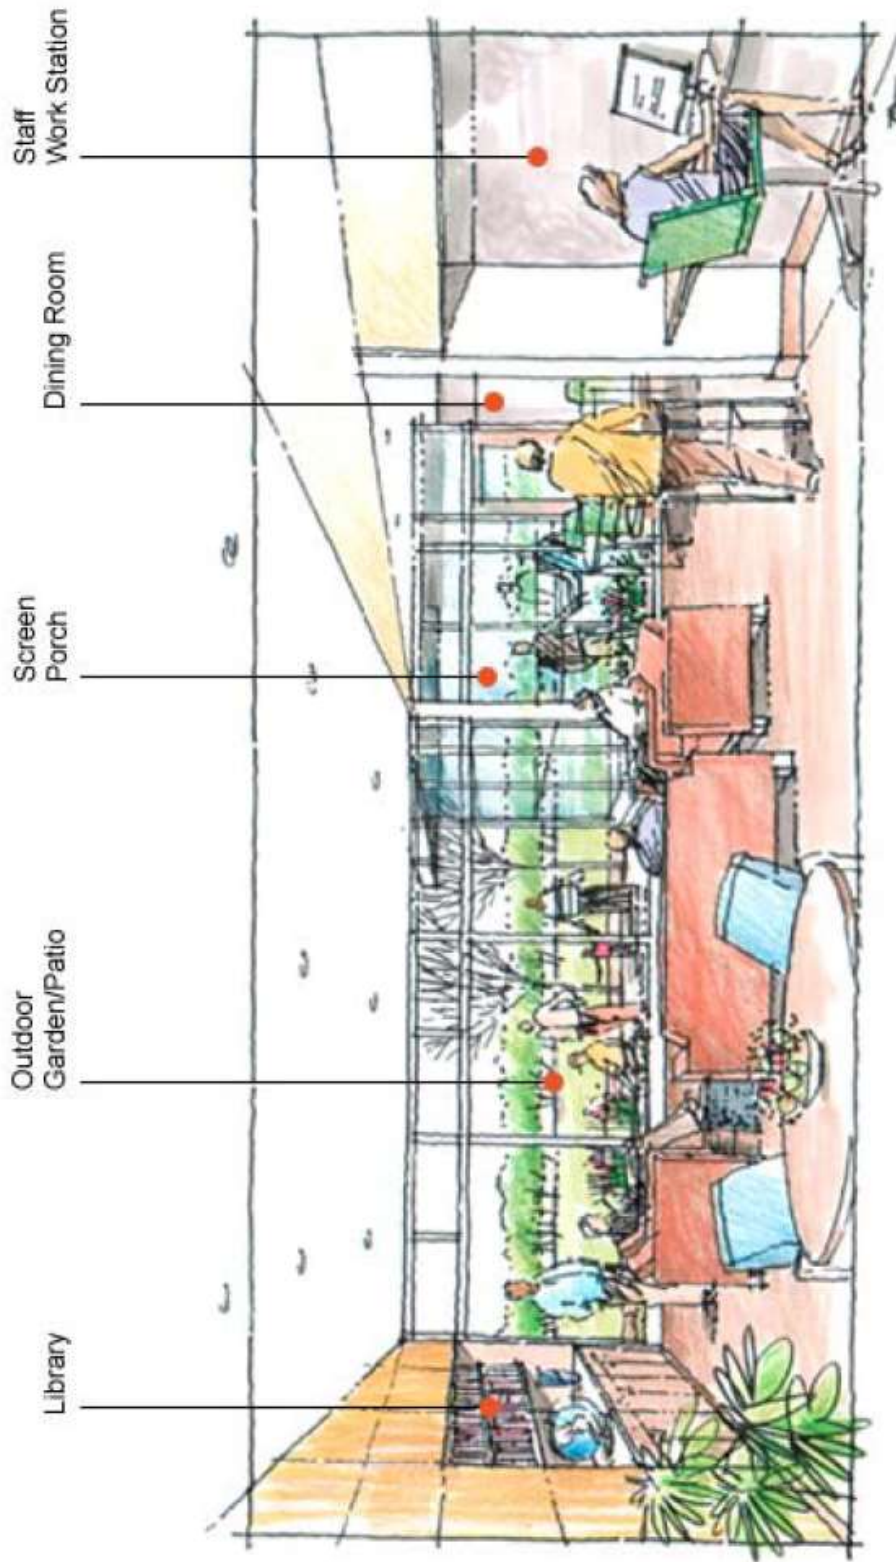 Library
Outdoor
Garden/Patio
Screen
Porch
Dining Room
Staff
Work Station